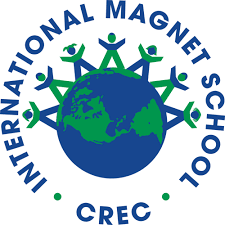 INTERNATIONAL MAGNET SCHOOL
• CREC •